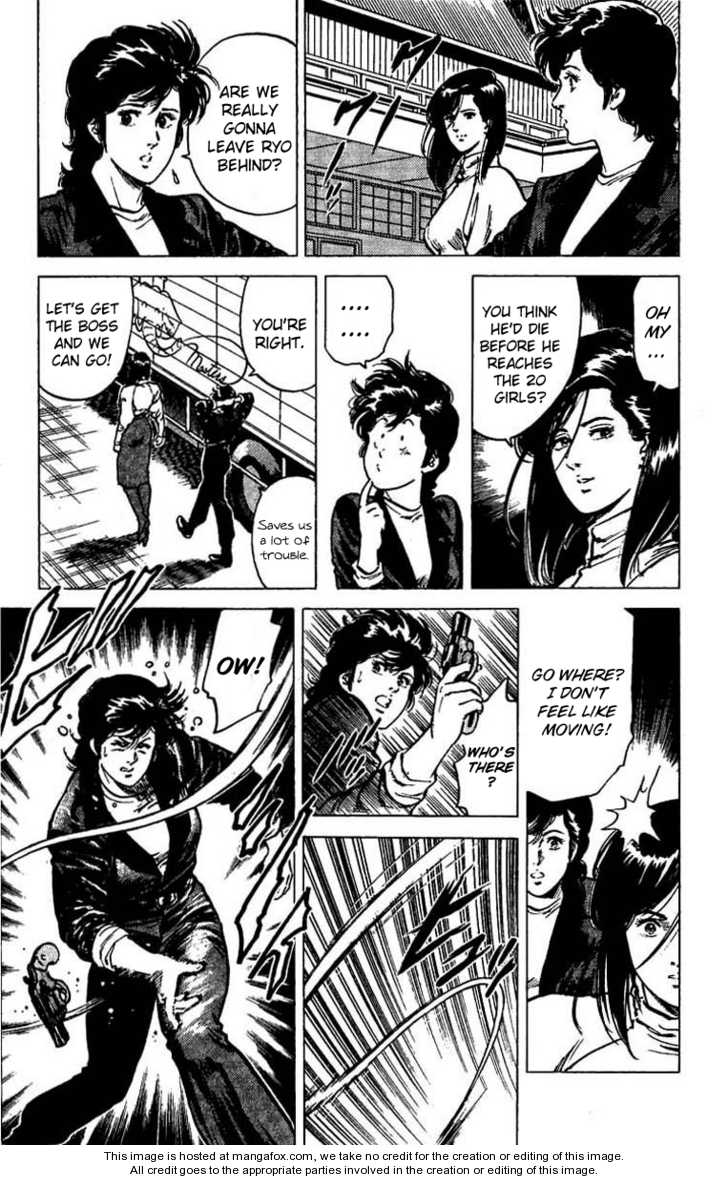 ARE WE
REALLY
GONNA
LEAVE RYO
BEHIND?
OH
MY
...
YOU THINK
HE'D DIE
BEFORE HE
REACHES
THE 20
GIRLS?
....
....
YOU'RE
RIGHT.
LET'S GET
THE BOSS
AND WE
CAN GO!
Saves us
a lot of
trouble.
GO WHERE?
I DON'T
FEEL LIKE
MOVING!
WHO'S
THERE
?
OW!
This image is hosted at mangafox.com, we take no credit for the creation or editing of this image.
All credit goes to the appropriate parties involved in the creation or editing of this image.